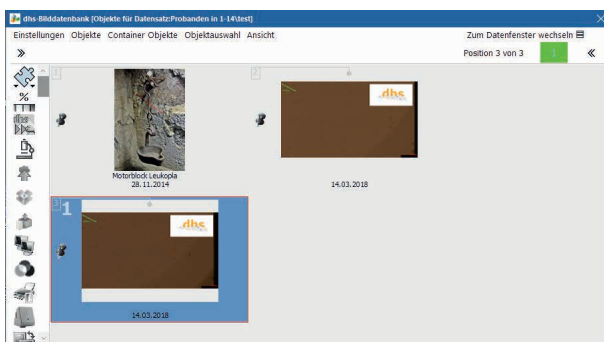 dhs-Bilddatenbank [Objekte für Datensatz:Probanden in 1-14\test]
Einstellungen Objekte Container Objekte Objektauswahl Ansicht Zum Datenfenster wechseln
» Position 3 von 3 1 «
1 2
%
dhs
dhs
Motorblock Leukopla
28.11.2014 14.03.2018
3 1
dhs
14.03.2018